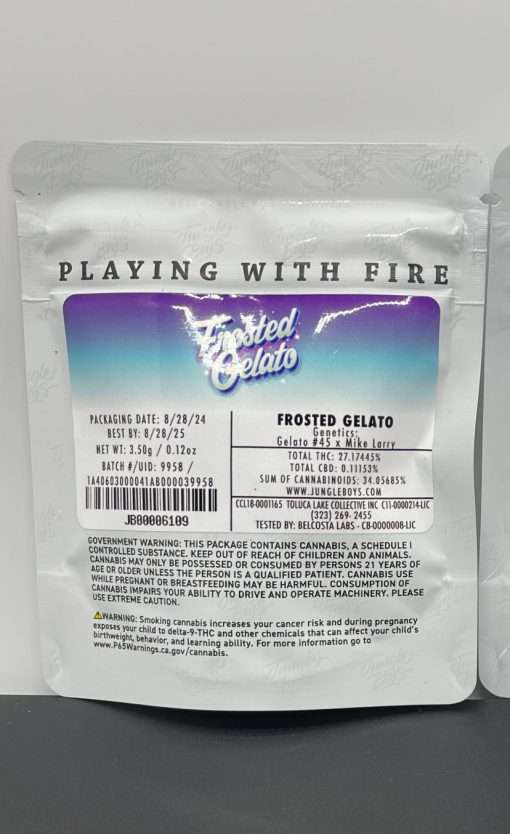 PLAYING WITH FIRE
Frosted
Gelato
PACKAGING DATE: 8/28/24
BEST BY: 8/28/25
NET WT: 3.50g / 0.12oz
BATCH #/UID: 9958 /
1A40603000041AB000039958
JB00006109
FROSTED GELATO
Genetics:
Gelato #45 x Mike Larry
TOTAL THC: 27.17445%
TOTAL CBD: 0.11153%
SUM OF CANNABINOIDS: 34.05685%
WWW.JUNGLEBOYS.COM
CCL18-0001165 TOLUCA LAKE COLLECTIVE INC C11-0000214-LIC
(323) 269- 2455
TESTED BY: BELCOSTA LABS - C8-0000008-LIC
GOVERNMENT WARNING: THIS PACKAGE CONTAINS CANNABIS, A SCHEDULE I
CONTROLLED SUBSTANCE. KEEP OUT OF REACH OF CHILDREN AND ANIMALS.
CANNABIS MAY ONLY BE POSSESSED OR CONSUMED BY PERSONS 21 YEARS OF
AGE OR OLDER UNLESS THE PERSON IS A QUALIFIED PATIENT. CANNABIS USE
WHILE PREGNANT OR BREASTFEEDING MAY BE HARMFUL. CONSUMPTION OF
CANNABIS IMPAIRS YOUR ABILITY TO DRIVE AND OPERATE MACHINERY. PLEASE
USE EXTREME CAUTION.
⚠WARNING: Smoking cannabis increases your cancer risk and during pregnancy
exposes your child to delta-9-THC and other chemicals that can affect your child's
birthweight, behavior, and learning ability. For more information go to
www.P65Warnings.ca.gov/cannabis.